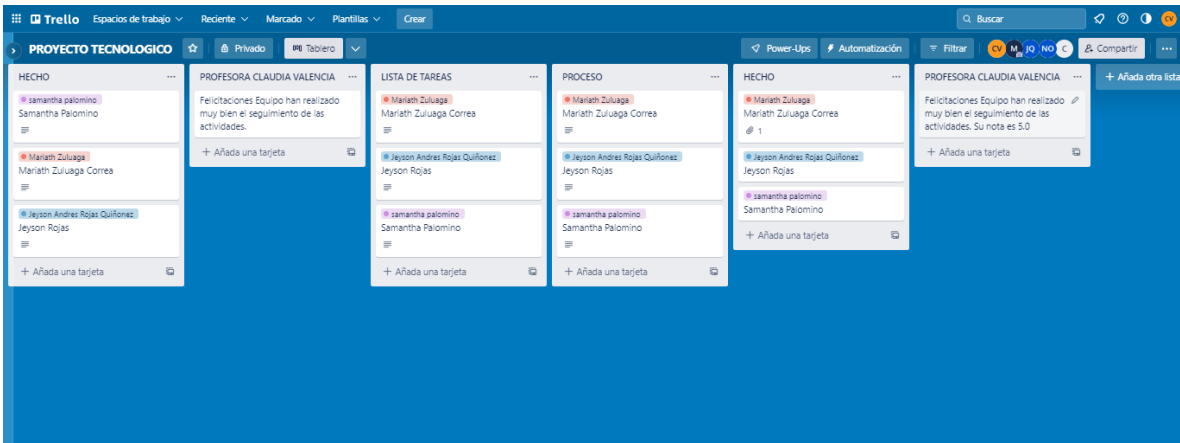 Trello
Espacios de trabajo
Reciente
Marcado
Plantillas
Crear
Buscar
CV
PROYECTO TECNOLOGICO
Privado
Tablero
Power-Ups
Automatización
Filtrar
CV
M
JQ
NO
C
Compartir
HECHO
samantha palomino
Samantha Palomino
Mariath Zuluaga
Mariath Zuluaga Correa
Jeyson Andres Rojas Quiñonez
Jeyson Rojas
+ Añada una tarjeta
PROFESORA CLAUDIA VALENCIA
Felicitaciones Equipo han realizado
muy bien el seguimiento de las
actividades.
+ Añada una tarjeta
LISTA DE TAREAS
Mariath Zuluaga
Mariath Zuluaga Correa
Jeyson Andres Rojas Quiñonez
Jeyson Rojas
samantha palomino
Samantha Palomino
+ Añada una tarjeta
PROCESO
Mariath Zuluaga
Mariath Zuluaga Correa
Jeyson Andres Rojas Quiñonez
Jeyson Rojas
samantha palomino
Samantha Palomino
+ Añada una tarjeta
HECHO
Mariath Zuluaga
Mariath Zuluaga Correa
1
Jeyson Andres Rojas Quiñonez
Jeyson Rojas
samantha palomino
Samantha Palomino
+ Añada una tarjeta
PROFESORA CLAUDIA VALENCIA
Felicitaciones Equipo han realizado
muy bien el seguimiento de las
actividades. Su nota es 5.0
+ Añada una tarjeta
+ Añada otra lista